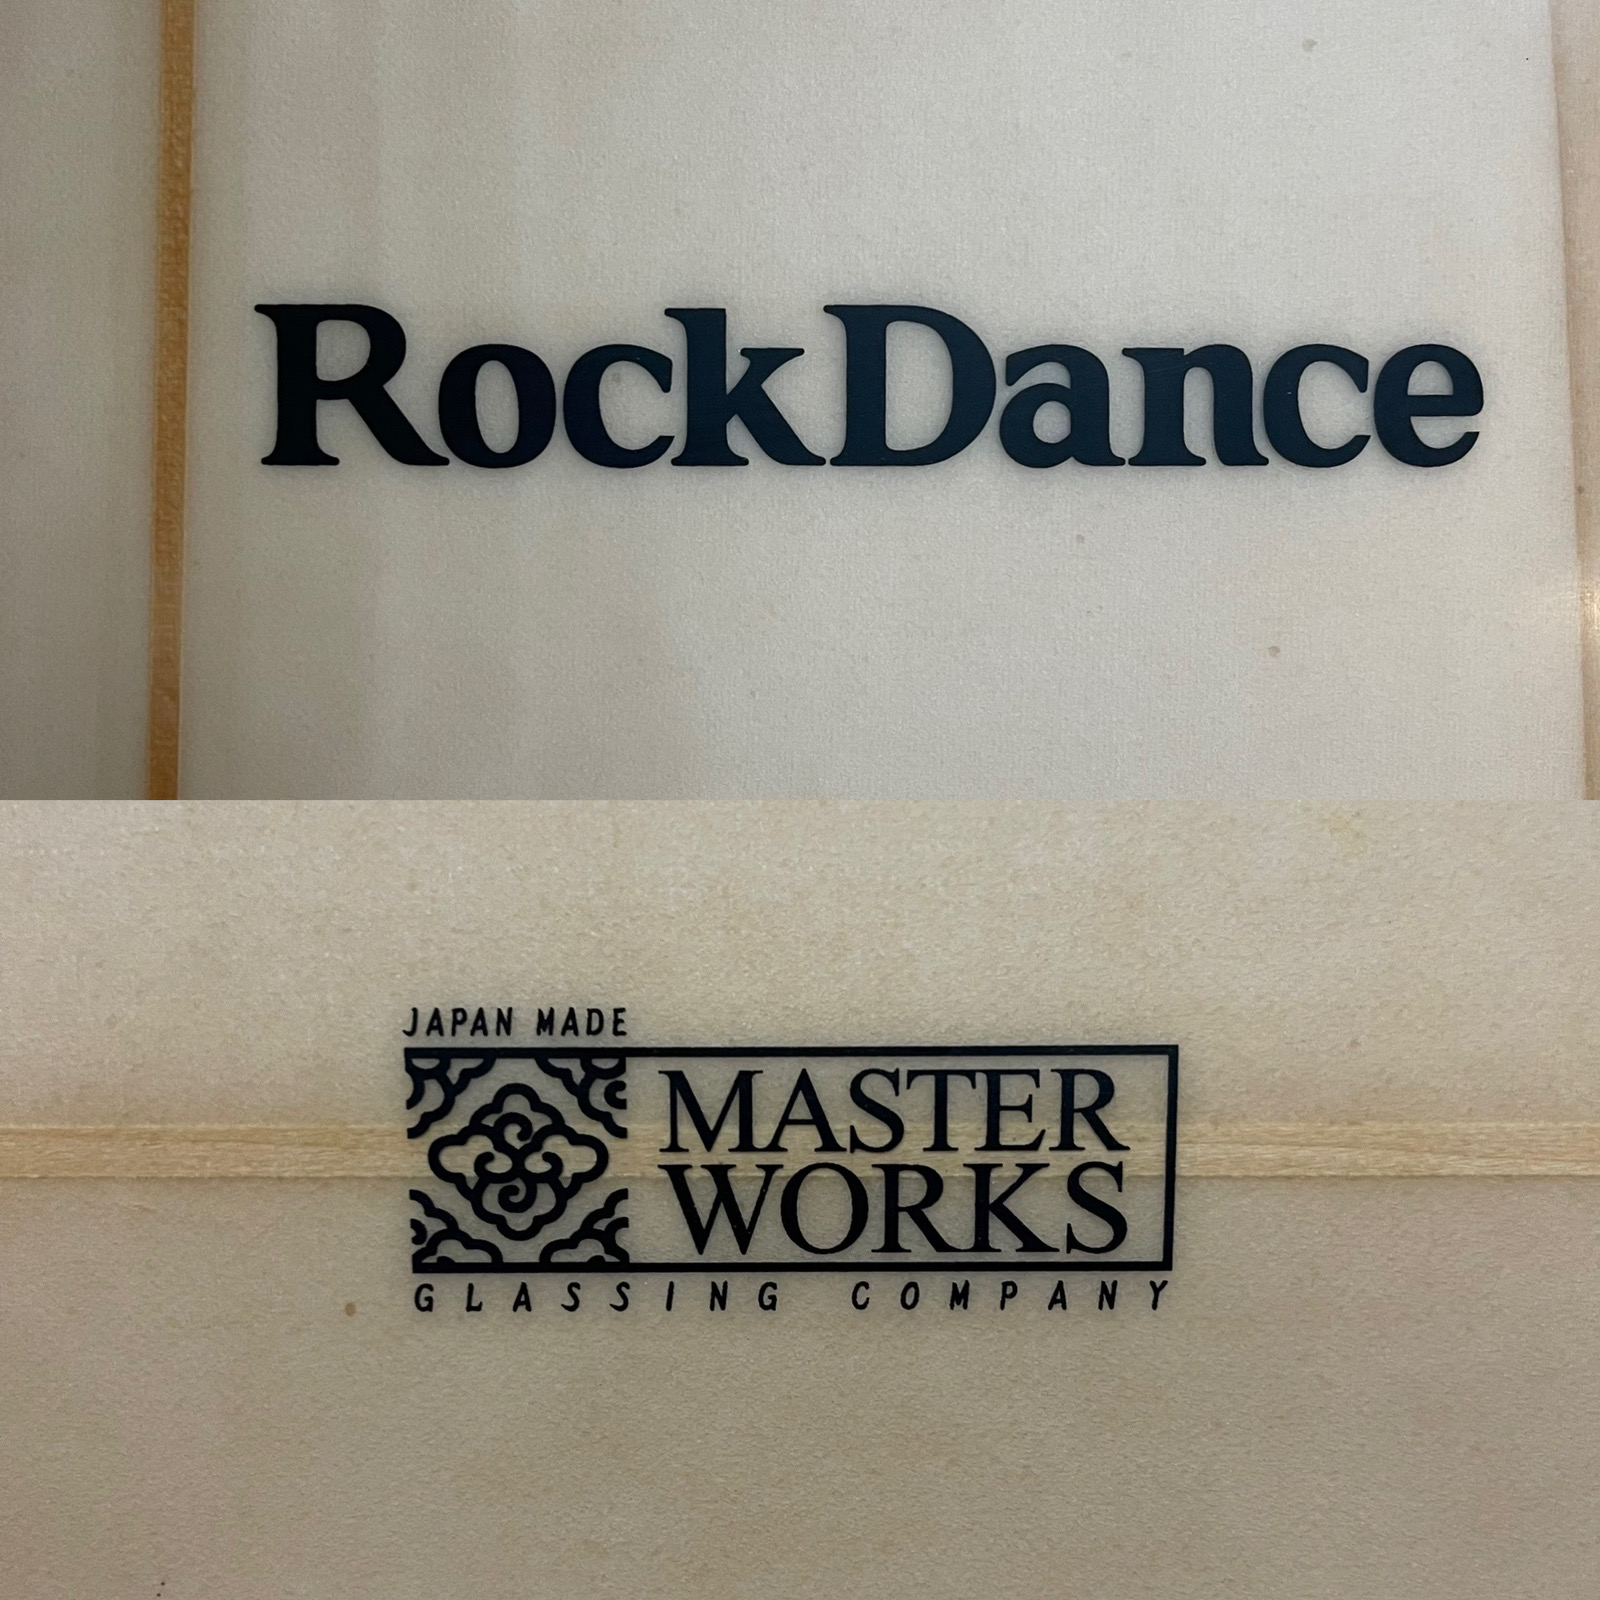 RockDance
JAPAN MADE
MASTER
WORKS
GLASSING COMPANY